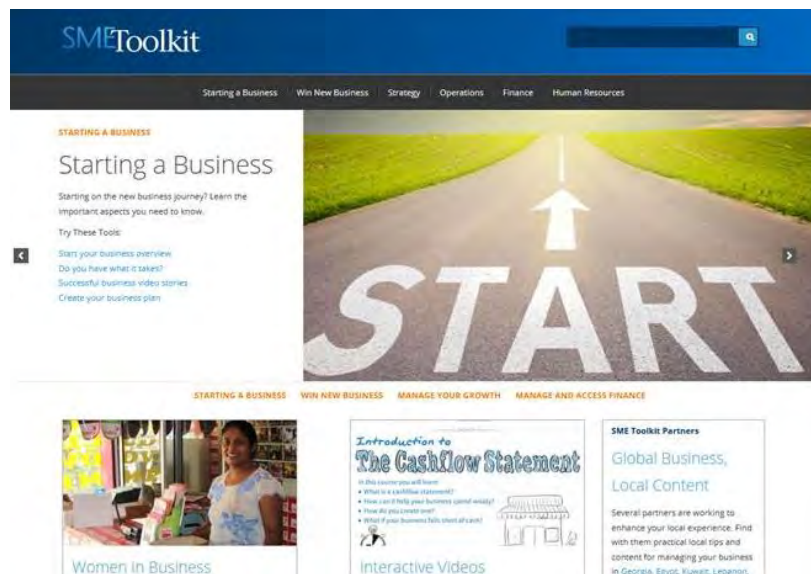 SMEToolkit
Starting a Business
Win New Business
Strategy
Operations
Finance
Human Resources
STARTING A BUSINESS
Starting a Business
Starting on the new business journey? Learn the
important aspects you need to know.
Try These Tools:
Start your business overview
Do you have what it takes?
Successful business video stories
Create your business plan
START
STARTING A BUSINESS
WIN NEW BUSINESS
MANAGE YOUR GROWTH
MANAGE AND ACCESS FINANCE
Women in Business
Introduction to
The Cashflow Statement
In this course you will learn:
• What is a cashflow statement?
• How can it help your business spend wisely?
• How do you create one?
• What if your business falls short of cash?
Interactive Videos
SME Toolkit Partners
Global Business,
Local Content
Several partners are working to
enhance your local experience. Find
with them practical local tips and
content for managing your business
in Georgia, Egypt, Kuwait, Lebanon,